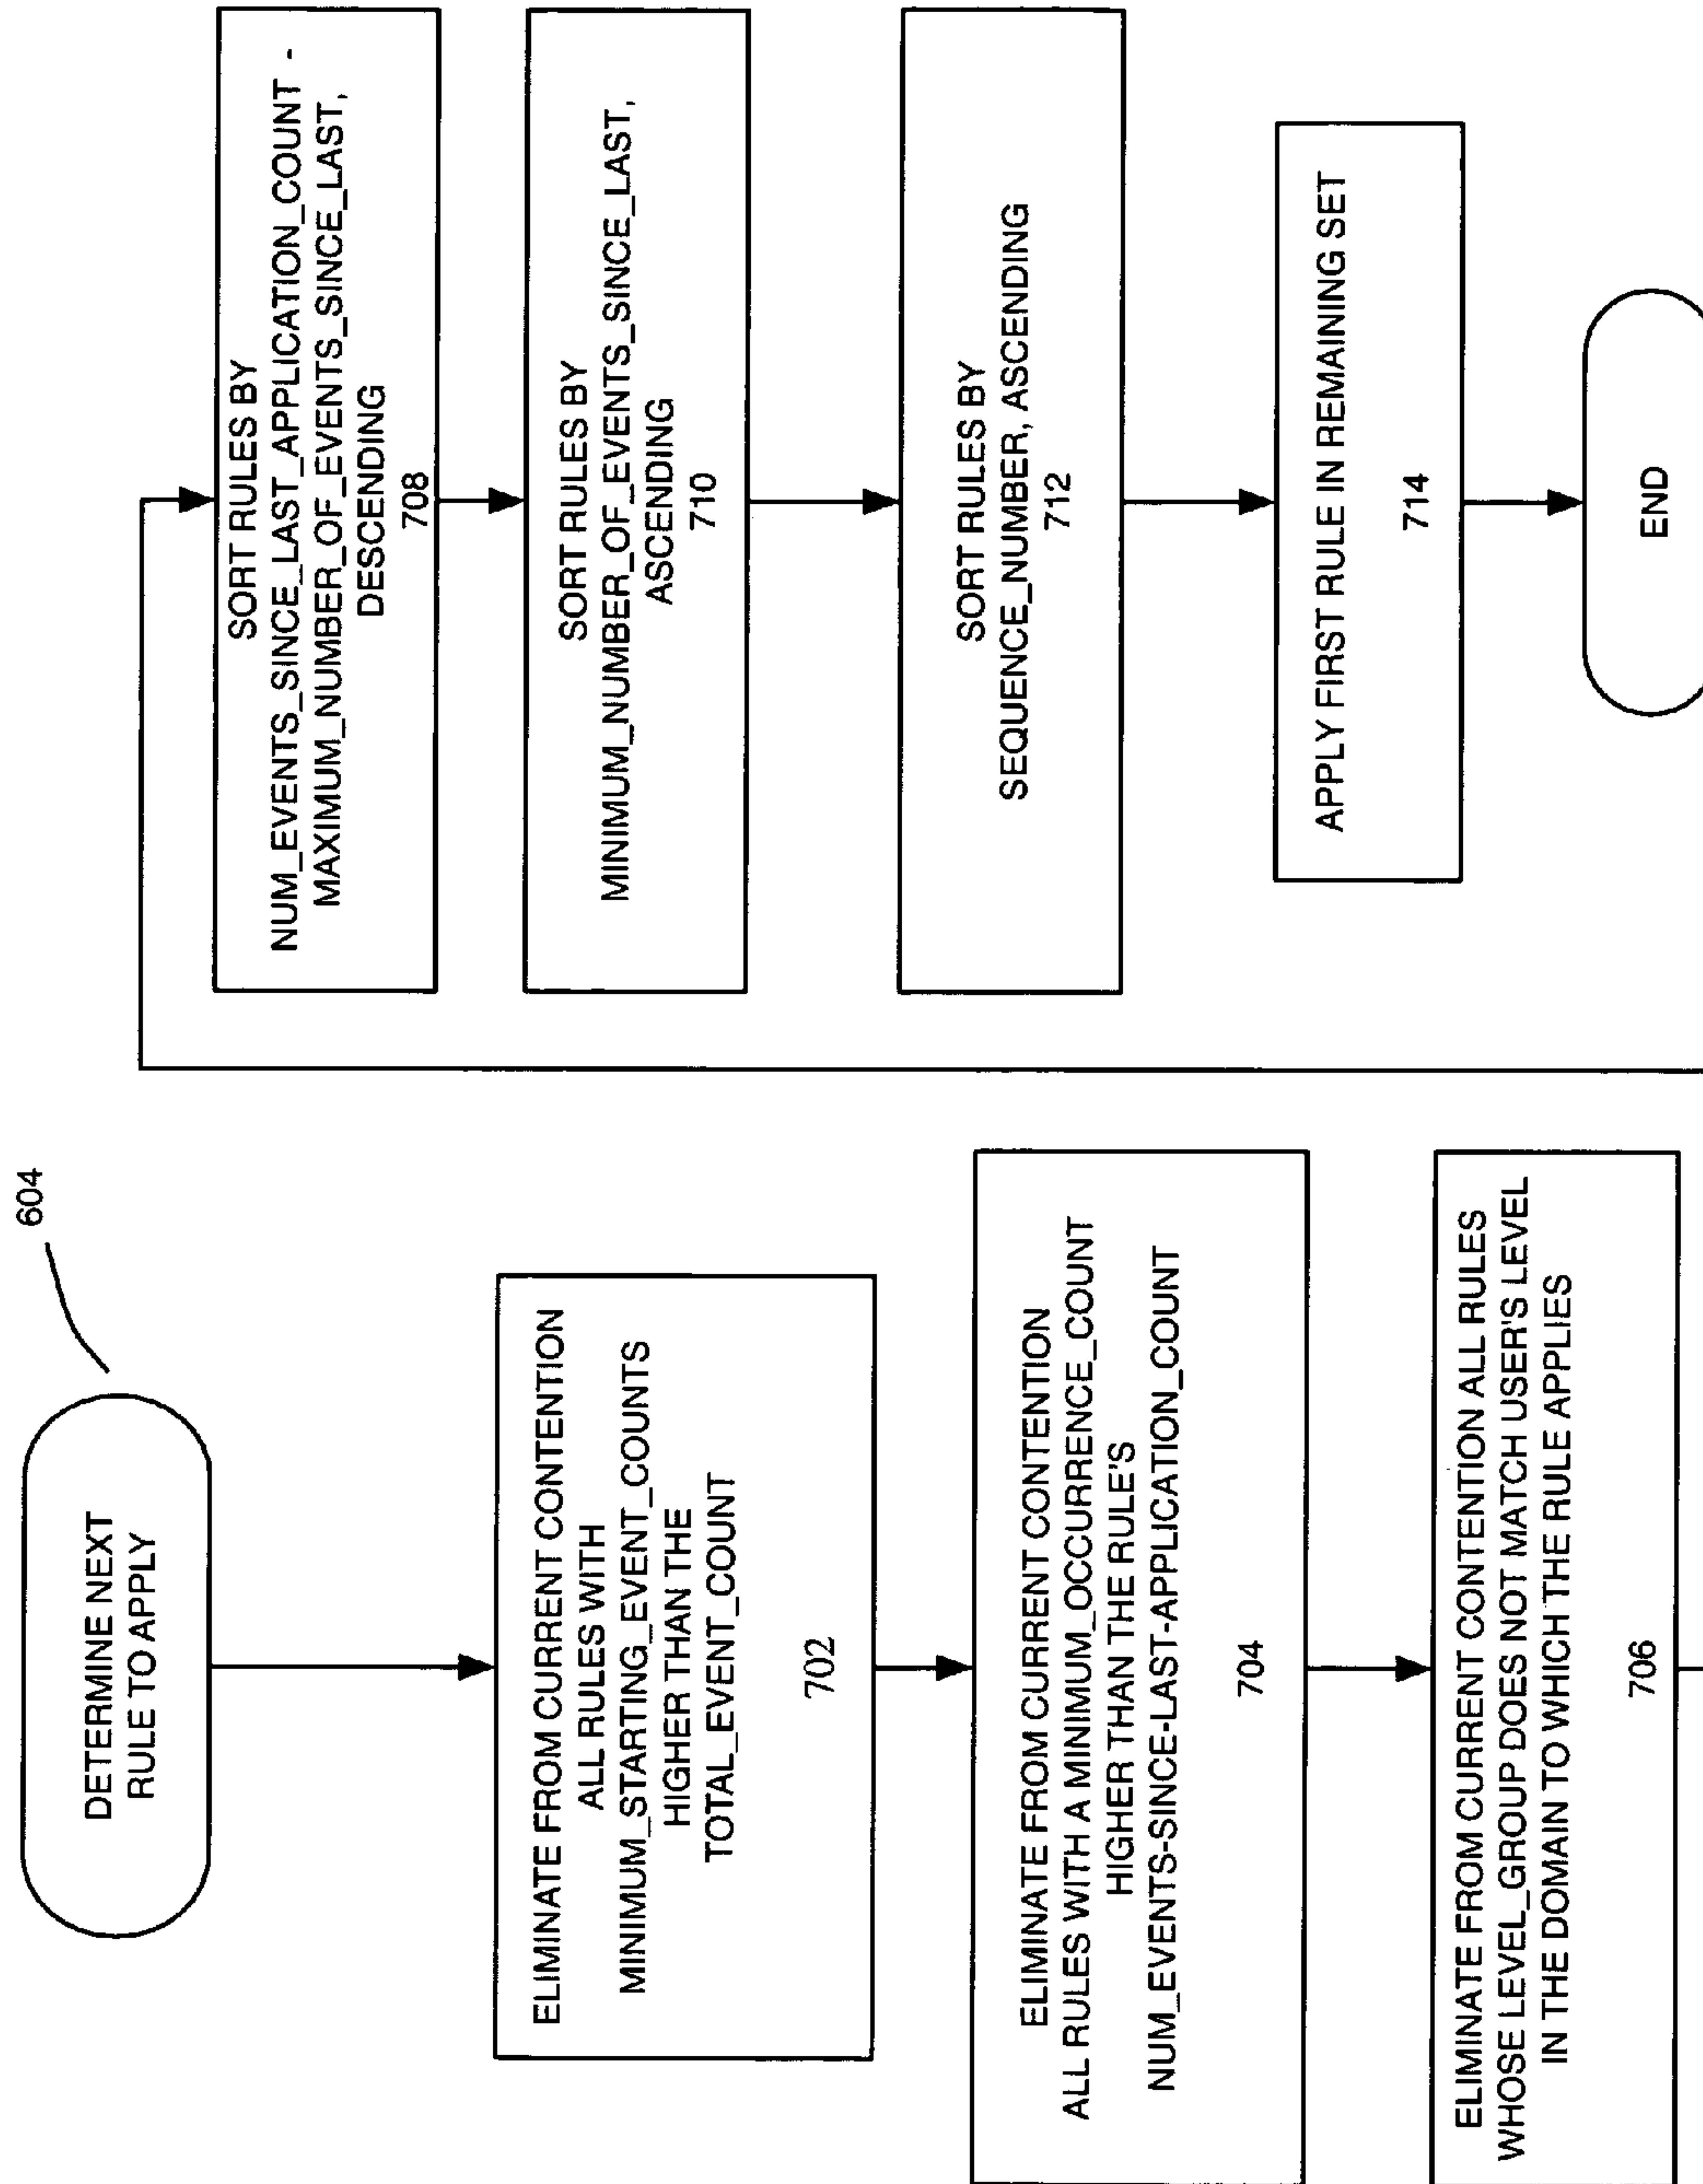 604
DETERMINE NEXT
RULE TO APPLY
ELIMINATE FROM CURRENT CONTENTION
ALL RULES WITH
MINIMUM_STARTING_EVENT_COUNTS
HIGHER THAN THE
TOTAL_EVENT_COUNT
702
ELIMINATE FROM CURRENT CONTENTION
ALL RULES WITH A MINIMUM_OCCURRENCE_COUNT
HIGHER THAN THE RULE'S
NUM_EVENTS-SINCE-LAST-APPLICATION_COUNT
704
ELIMINATE FROM CURRENT CONTENTION ALL RULES
WHOSE LEVEL_GROUP DOES NOT MATCH USER'S LEVEL
IN THE DOMAIN TO WHICH THE RULE APPLIES
706
SORT RULES BY
NUM_EVENTS_SINCE_LAST_APPLICATION_COUNT -
MAXIMUM_NUMBER_OF_EVENTS_SINCE_LAST,
DESCENDING
708
SORT RULES BY
MINIMUM_NUMBER_OF_EVENTS_SINCE_LAST,
ASCENDING
710
SORT RULES BY
SEQUENCE_NUMBER, ASCENDING
712
APPLY FIRST RULE IN REMAINING SET
714
END